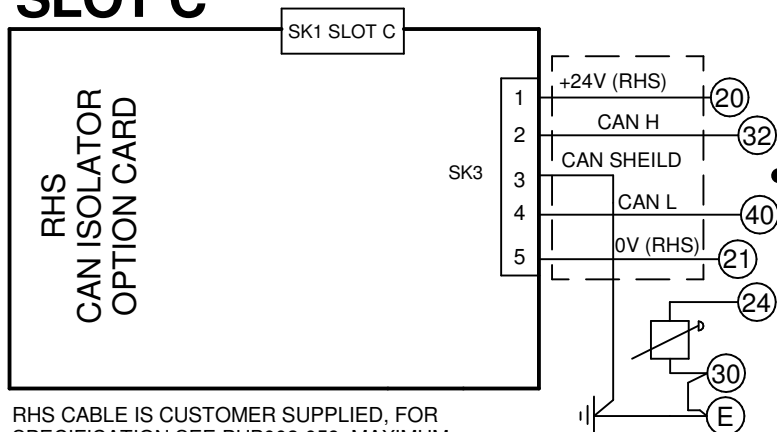 SLOT C
SK1 SLOT C
RHS
CAN ISOLATOR
OPTION CARD
SK3
1
2
3
4
5
+24V (RHS)
CAN H
CAN SHEILD
CAN L
0V (RHS)
20
32
40
21
24
30
E
RHS CABLE IS CUSTOMER SUPPLIED, FOR